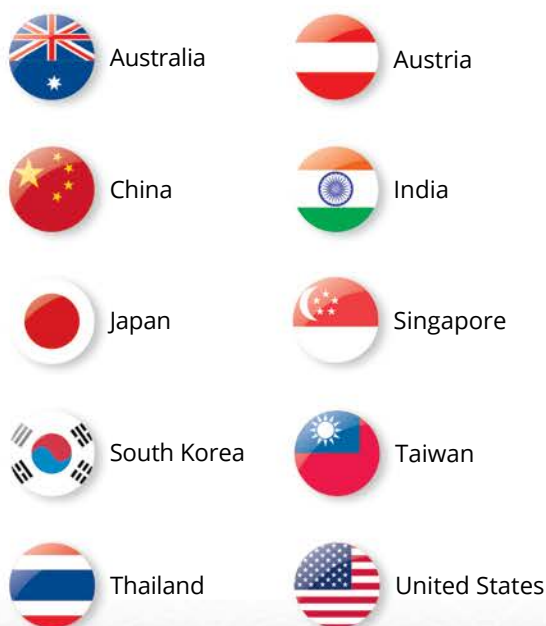 Australia
Austria
China
India
Japan
Singapore
South Korea
Taiwan
Thailand
United States